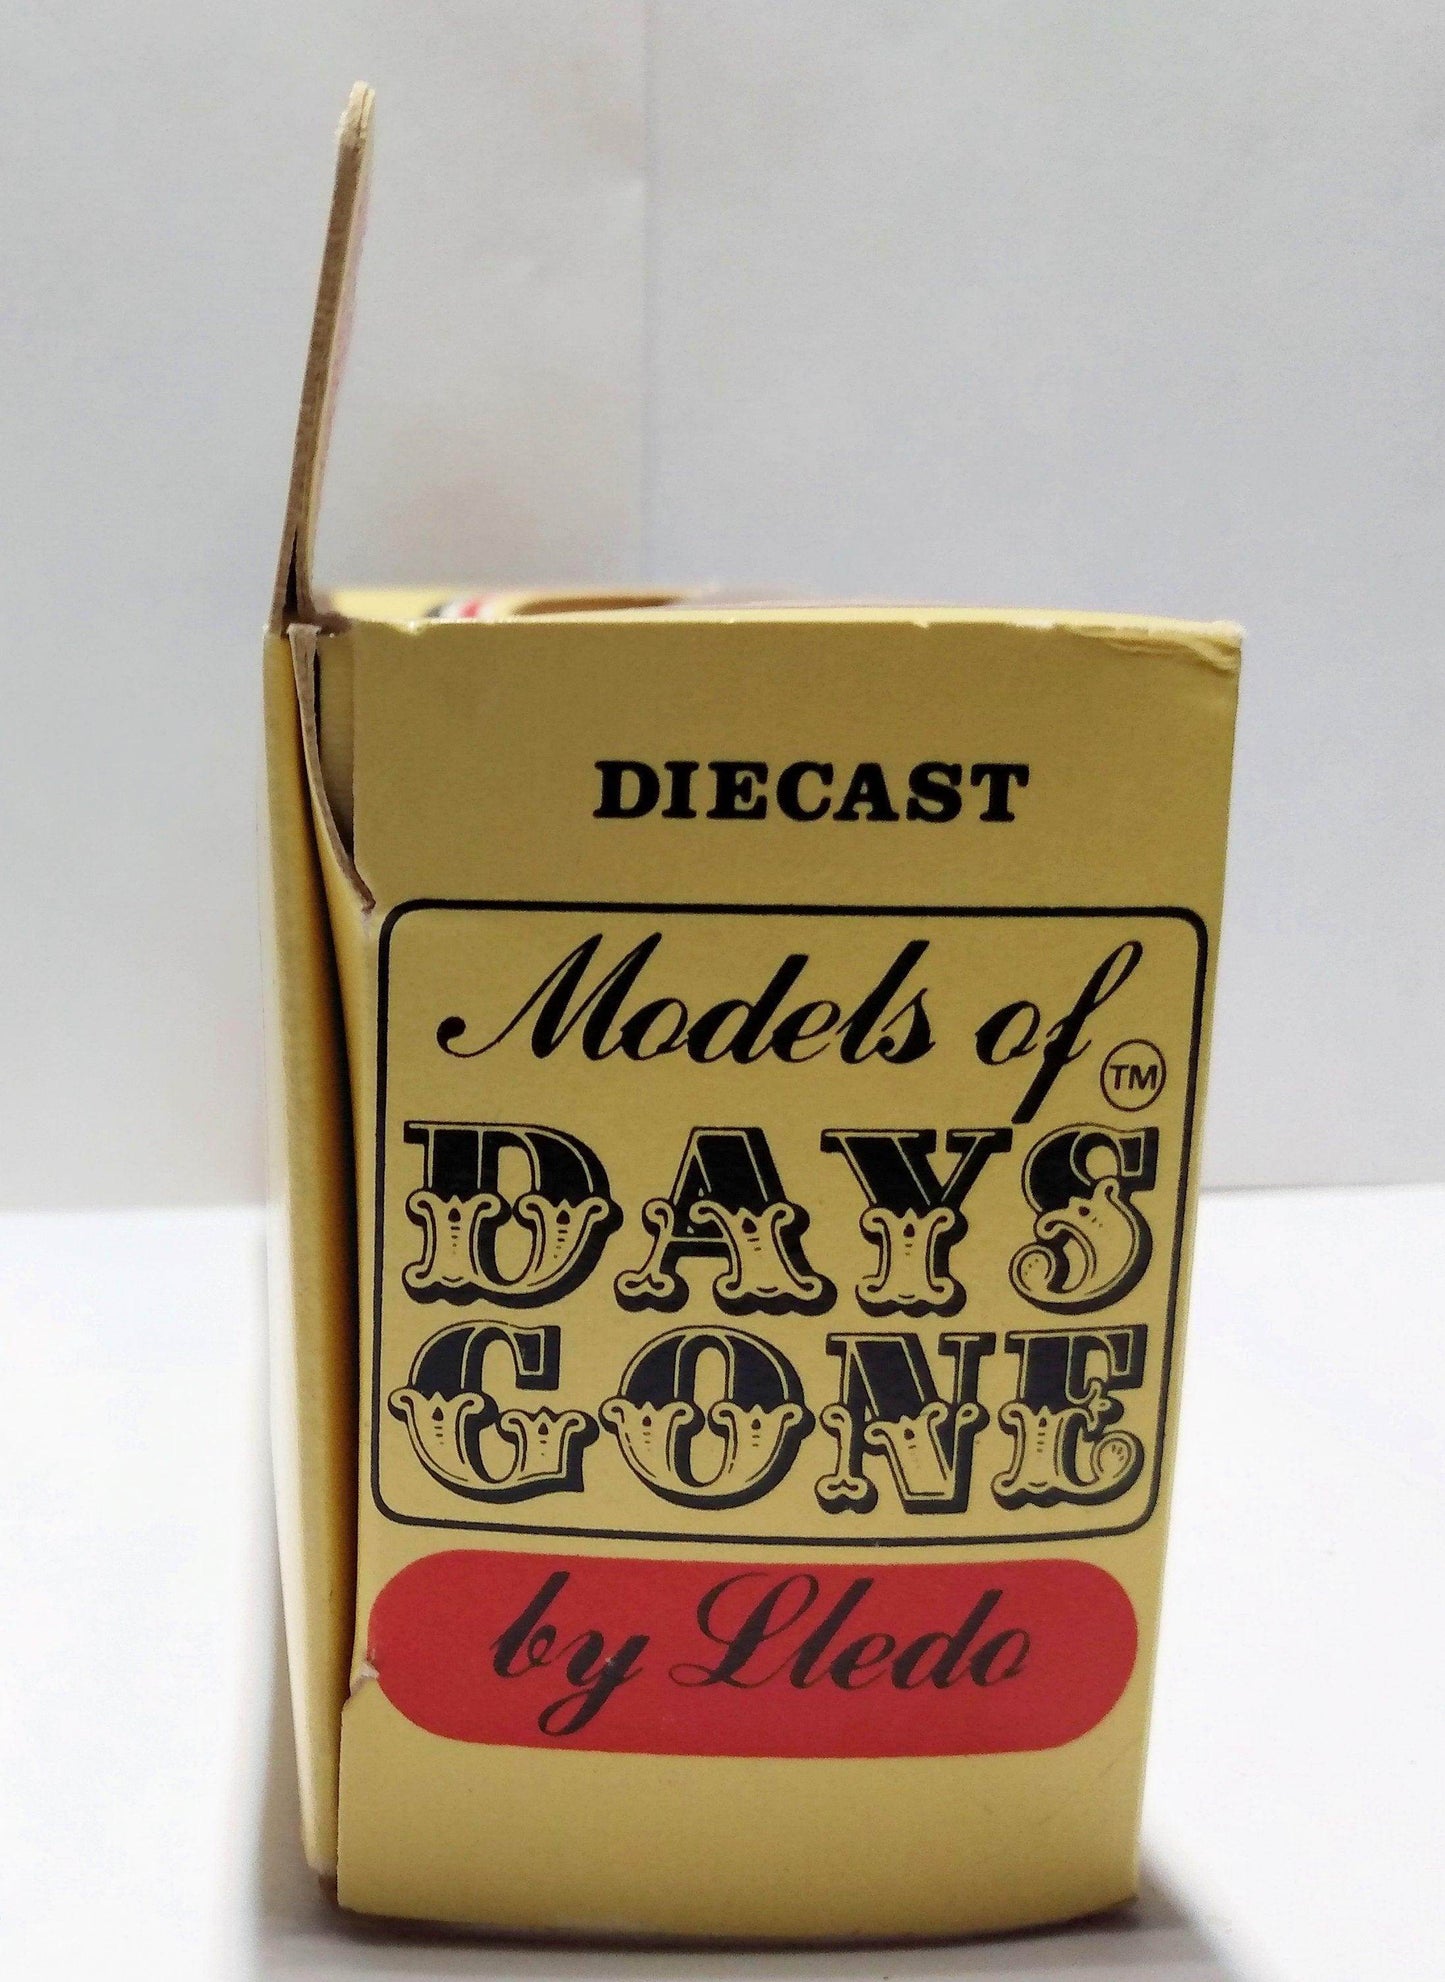 DIECAST
Models of
TM
DAYS
GONE
by Lledo